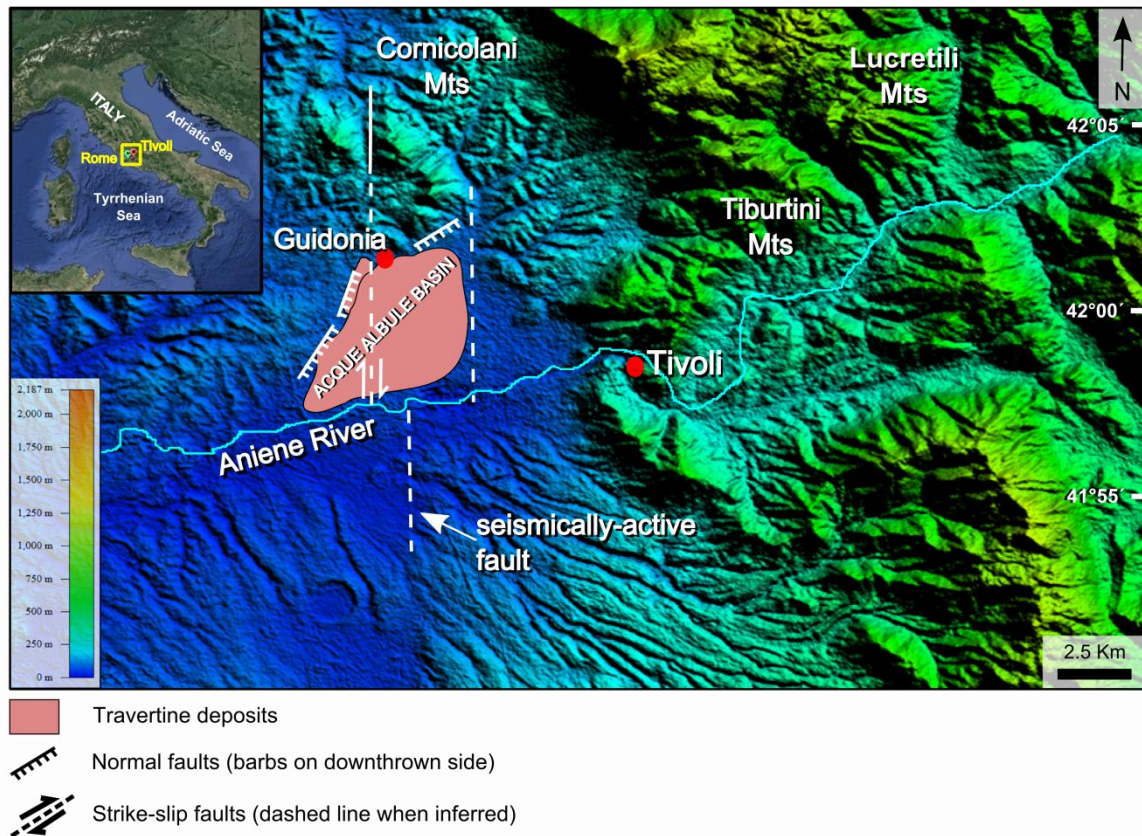 ITALY
Adriatic Sea
Rome
Tivoli
Tyrrhenian
Sea
Cornicolani
Mts
Lucretili
Mts
N
42°05´
Tiburtini
Mts
Guidonia
ACQUE ALBULE BASIN
42°00´
Tivoli
Aniene River
2,187 m
2,000 m
1,750 m
1,500 m
1,250 m
1,000 m
750 m
500 m
250 m
0 m
41°55´
seismically-active
fault
2.5 Km
Travertine deposits
Normal faults (barbs on downthrown side)
Strike-slip faults (dashed line when inferred)